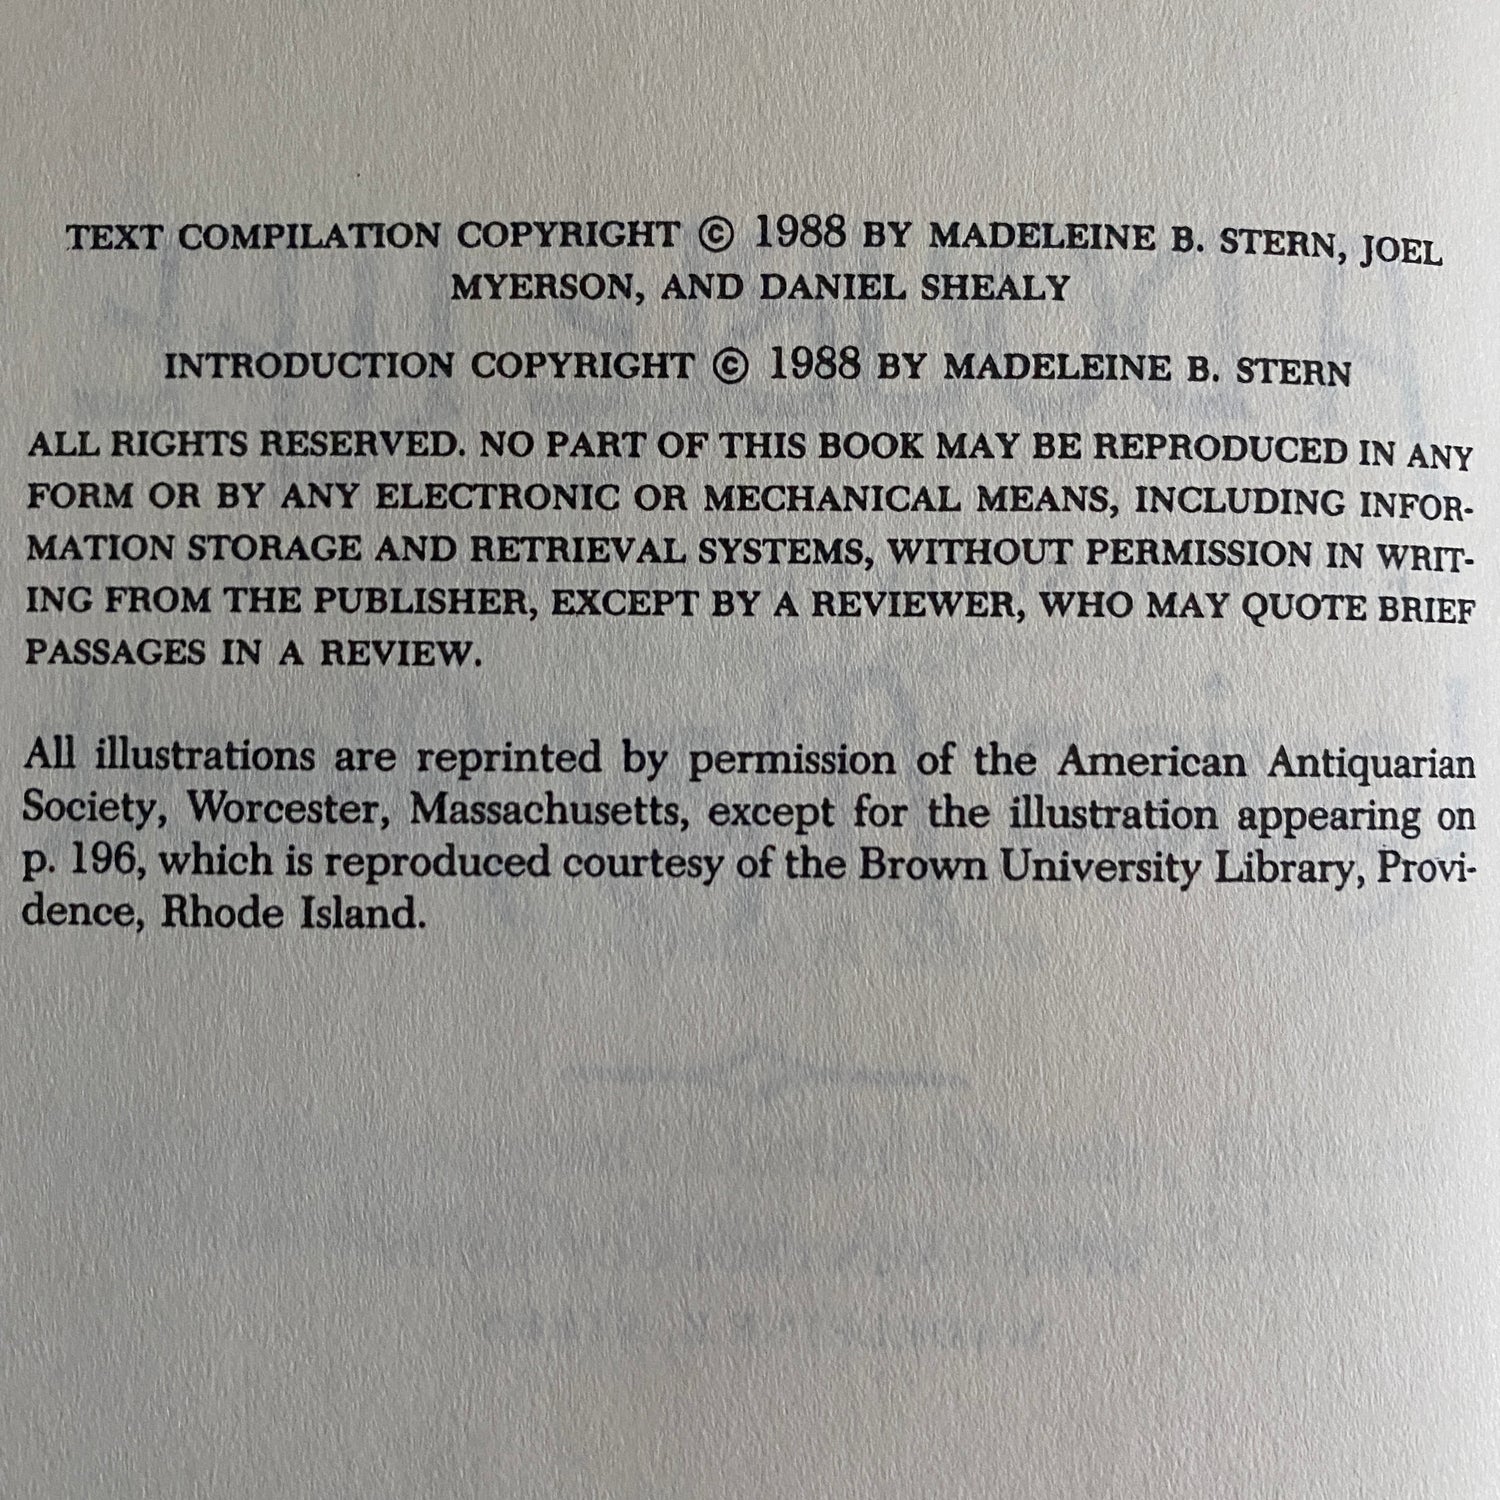 TEXT COMPILATION COPYRIGHT © 1988 BY MADELEINE B. STERN, JOEL
MYERSON, AND DANIEL SHEALY
INTRODUCTION COPYRIGHT © 1988 BY MADELEINE B. STERN
ALL RIGHTS RESERVED. NO PART OF THIS BOOK MAY BE REPRODUCED IN ANY
FORM OR BY ANY ELECTRONIC OR MECHANICAL MEANS, INCLUDING INFOR-
MATION STORAGE AND RETRIEVAL SYSTEMS, WITHOUT PERMISSION IN WRIT-
ING FROM THE PUBLISHER, EXCEPT BY A REVIEWER, WHO MAY QUOTE BRIEF
PASSAGES IN A REVIEW.
All illustrations are reprinted by permission of the American Antiquarian
Society, Worcester, Massachusetts, except for the illustration appearing on
p. 196, which is reproduced courtesy of the Brown University Library, Provi-
dence, Rhode Island.